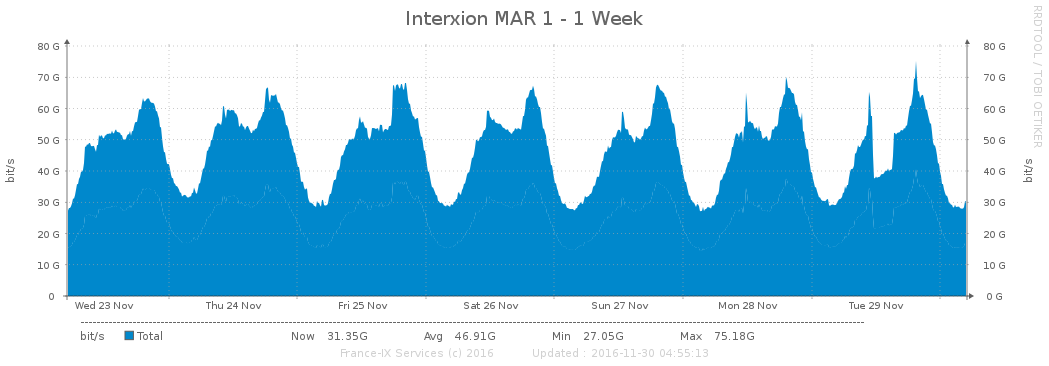 Interxion MAR 1 - 1 Week
RRDTOOL / TOBI OETIKER
80 G 80 G
70 G 70 G
60 G 60 G
50 G 50 G
40 G 40 G
30 G 30 G
20 G 20 G
10 G 10 G
0 0 G
bit/s bit/s
Wed 23 Nov Thu 24 Nov Fri 25 Nov Sat 26 Nov Sun 27 Nov Mon 28 Nov Tue 29 Nov
bit/s Total Now 31.35G Avg 46.91G Min 27.05G Max 75.18G
France-IX Services (c) 2016 Updated : 2016-11-30 04:55:13